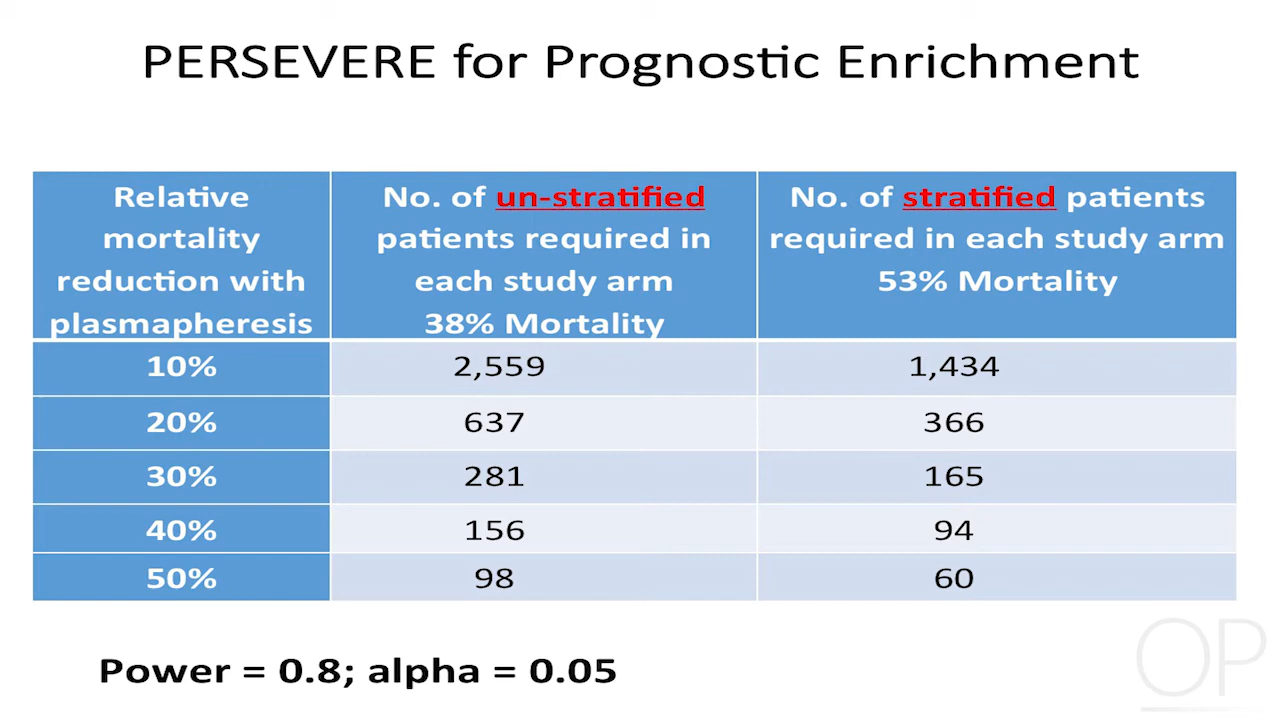 PERSEVERE for Prognostic Enrichment
Relative
mortality
reduction with
plasmapheresis
No. of un-stratified
patients required in
each study arm
38% Mortality
No. of stratified patients
required in each study arm
53% Mortality
10%
2,559
1,434
20%
637
366
30%
281
165
40%
156
94
50%
98
60
Power = 0.8; alpha = 0.05
OP